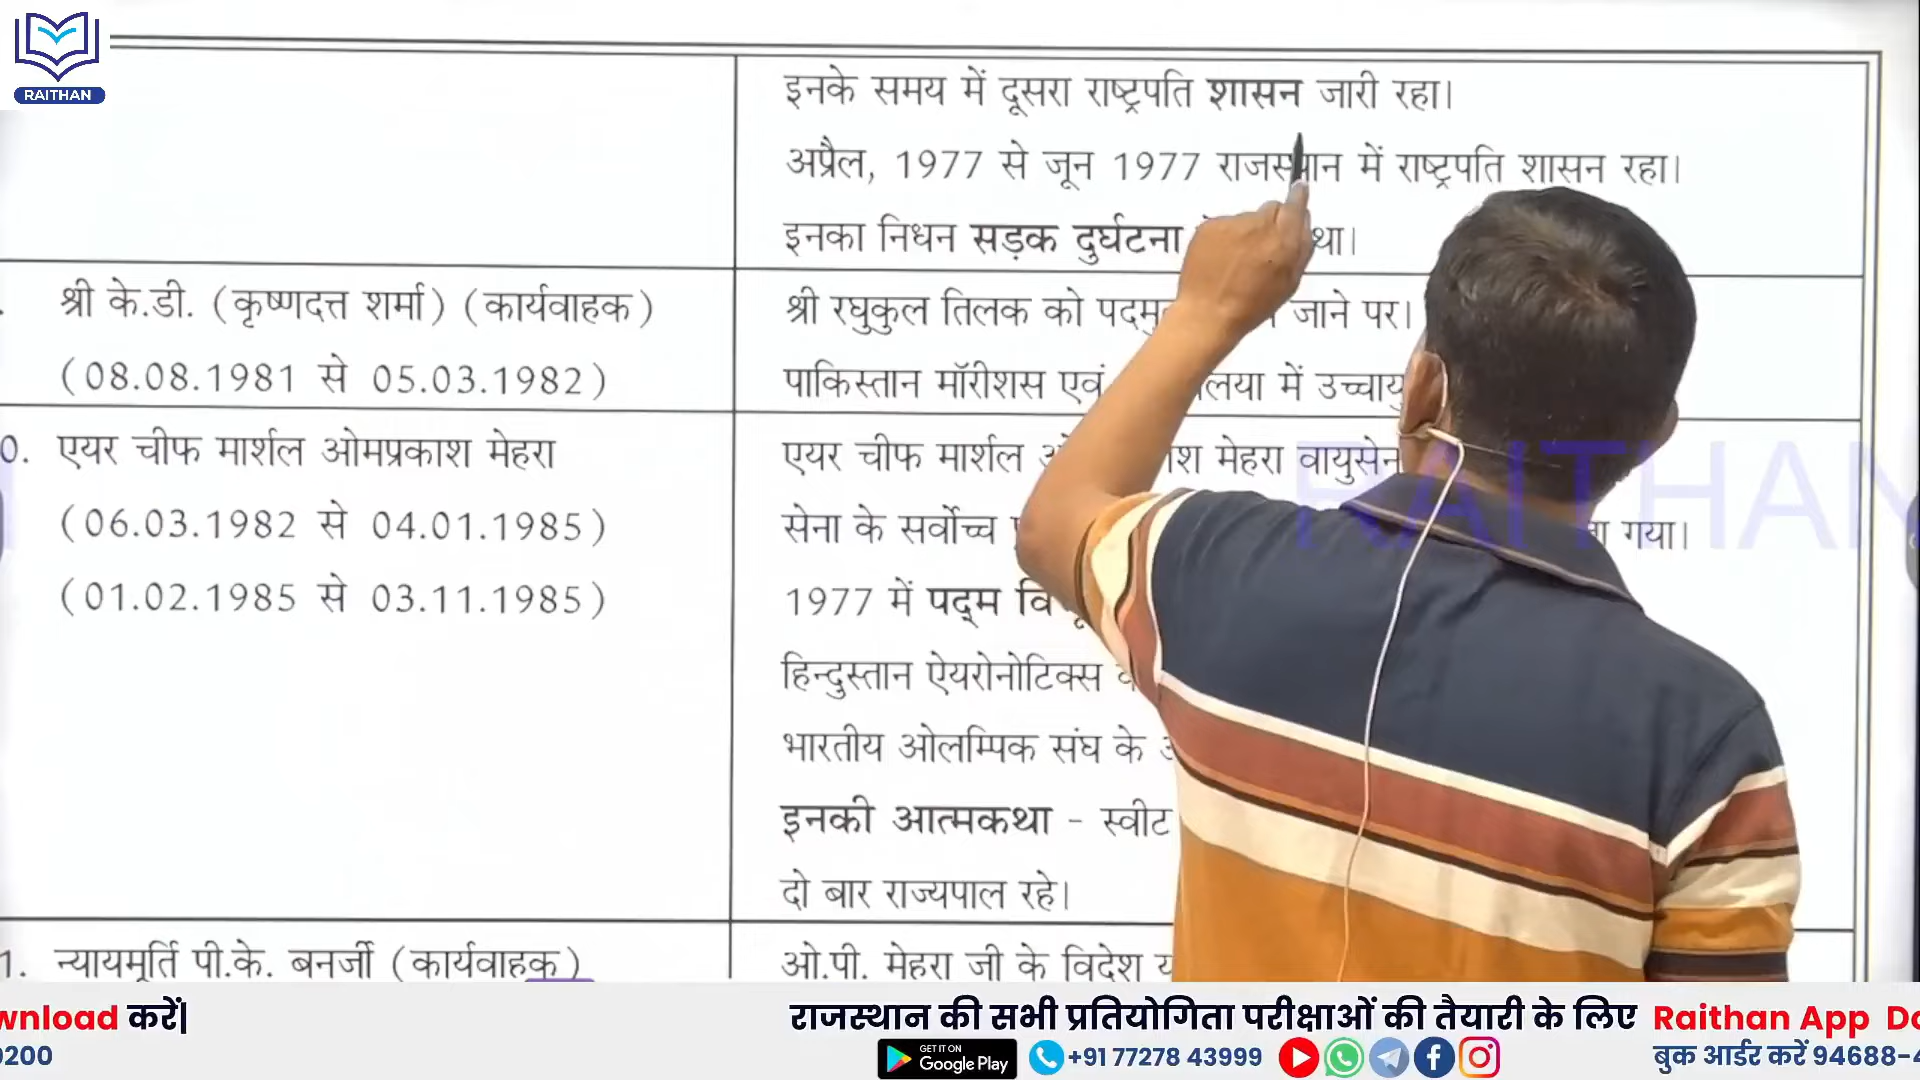 RAITHAN
इनके समय में दूसरा राष्ट्रपति शासन जारी रहा।
अप्रैल, 1977 से जून 1977 राजस्थान में राष्ट्रपति शासन रहा।
इनका निधन सड़क दुर्घटना था।
श्री के.डी. (कृष्णदत्त शर्मा) (कार्यवाहक)
(08.08.1981 से 05.03.1982)
श्री रघुकुल तिलक को जाने पर।
पाकिस्तान मॉरीशस एवं में
0. एयर चीफ मार्शल ओमप्रकाश मेहरा
(06.03.1982 से 04.01.1985)
(01.02.1985 से 03.11.1985)
एयर चीफ मार्शल मेहरा
सेना के सर्वोच्च गया।
1977 में पद्म
हिन्दुस्तान ऐयरोनोटिक्स
भारतीय ओलम्पिक संघ के
इनकी आत्मकथा - स्वीट
दो बार राज्यपाल रहे।
1. न्यायमूर्ति पी.के. बनर्जी (कार्यवाहक)
ओ.पी. मेहरा जी के विदेश
RAITHAN
wnload करें|
राजस्थान की सभी प्रतियोगिता परीक्षाओं की तैयारी के लिए Raithan App Do
0200
GET IT ON
Google Play
+91 77278 43999
बुक आर्डर करें 94688-4